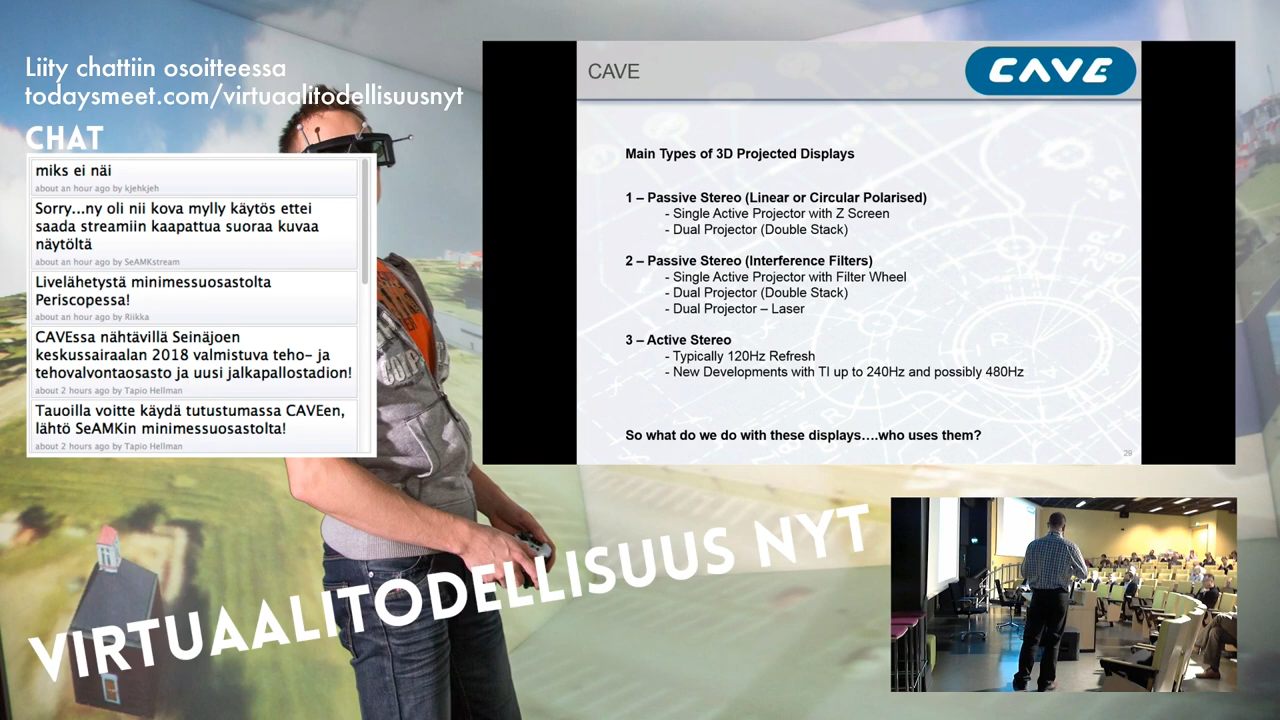 Liity chattiin osoitteessa
todaysmeet.com/virtuaalitodellisuusnyt
CHAT
miks ei näi
about an hour ago by kjehkjeh
Sorry...ny oli nii kova mylly käytös ettei
saada streamiin kaapattua suoraa kuvaa
näytöltä
about an hour ago by SeAMKstream
Livelähetystä minimessuosastolta
Periscopessa!
about an hour ago by Riikka
CAVEssa nähtävillä Seinäjoen
keskussairaalan 2018 valmistuva teho- ja
tehovalvontaosasto ja uusi jalkapallostadion!
about 2 hours ago by Tapio Hellman
Tauoilla voitte käydä tutustumassa CAVEen,
lähtö SeAMKin minimessuosastolta!
about 2 hours ago by Tapio Hellman
CAVE
CAVE
Main Types of 3D Projected Displays
1 – Passive Stereo (Linear or Circular Polarised)
- Single Active Projector with Z Screen
- Dual Projector (Double Stack)
2 – Passive Stereo (Interference Filters)
- Single Active Projector with Filter Wheel
- Dual Projector (Double Stack)
- Dual Projector – Laser
3 – Active Stereo
- Typically 120Hz Refresh
- New Developments with TI up to 240Hz and possibly 480Hz
So what do we do with these displays….who uses them?
29
VIRTUAALITODELLISUUS NYT